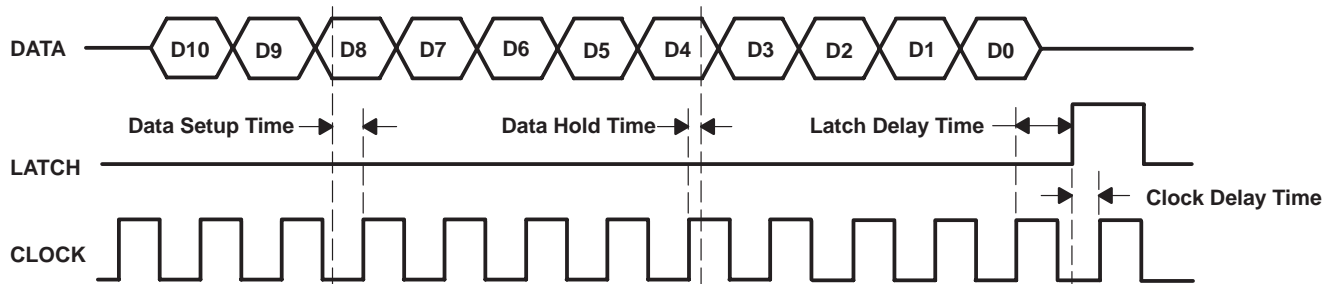 DATA D10 D9 D8 D7 D6 D5 D4 D3 D2 D1 D0
Data Setup Time Data Hold Time Latch Delay Time
LATCH
Clock Delay Time
CLOCK